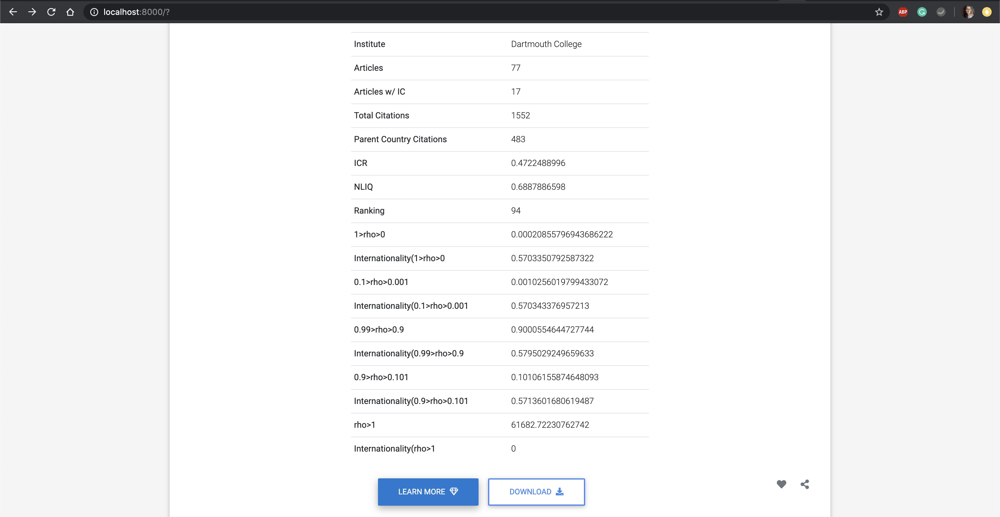 localhost:8000/?
ABP
Institute Dartmouth College
Articles 77
Articles w/ IC 17
Total Citations 1552
Parent Country Citations 483
ICR 0.4722488996
NLIQ 0.6887886598
Ranking 94
1>rho>0 0.00020855796943686222
Internationality(1>rho>0 0.5703350792587322
0.1>rho>0.001 0.0010256019799433072
Internationality(0.1>rho>0.001 0.570343376957213
0.99>rho>0.9 0.9000554644727744
Internationality(0.99>rho>0.9 0.5795029249659633
0.9>rho>0.101 0.10106155874648093
Internationality(0.9>rho>0.101 0.5713601680619487
rho>1 61682.72230762742
Internationality(rho>1 0
LEARN MORE DOWNLOAD